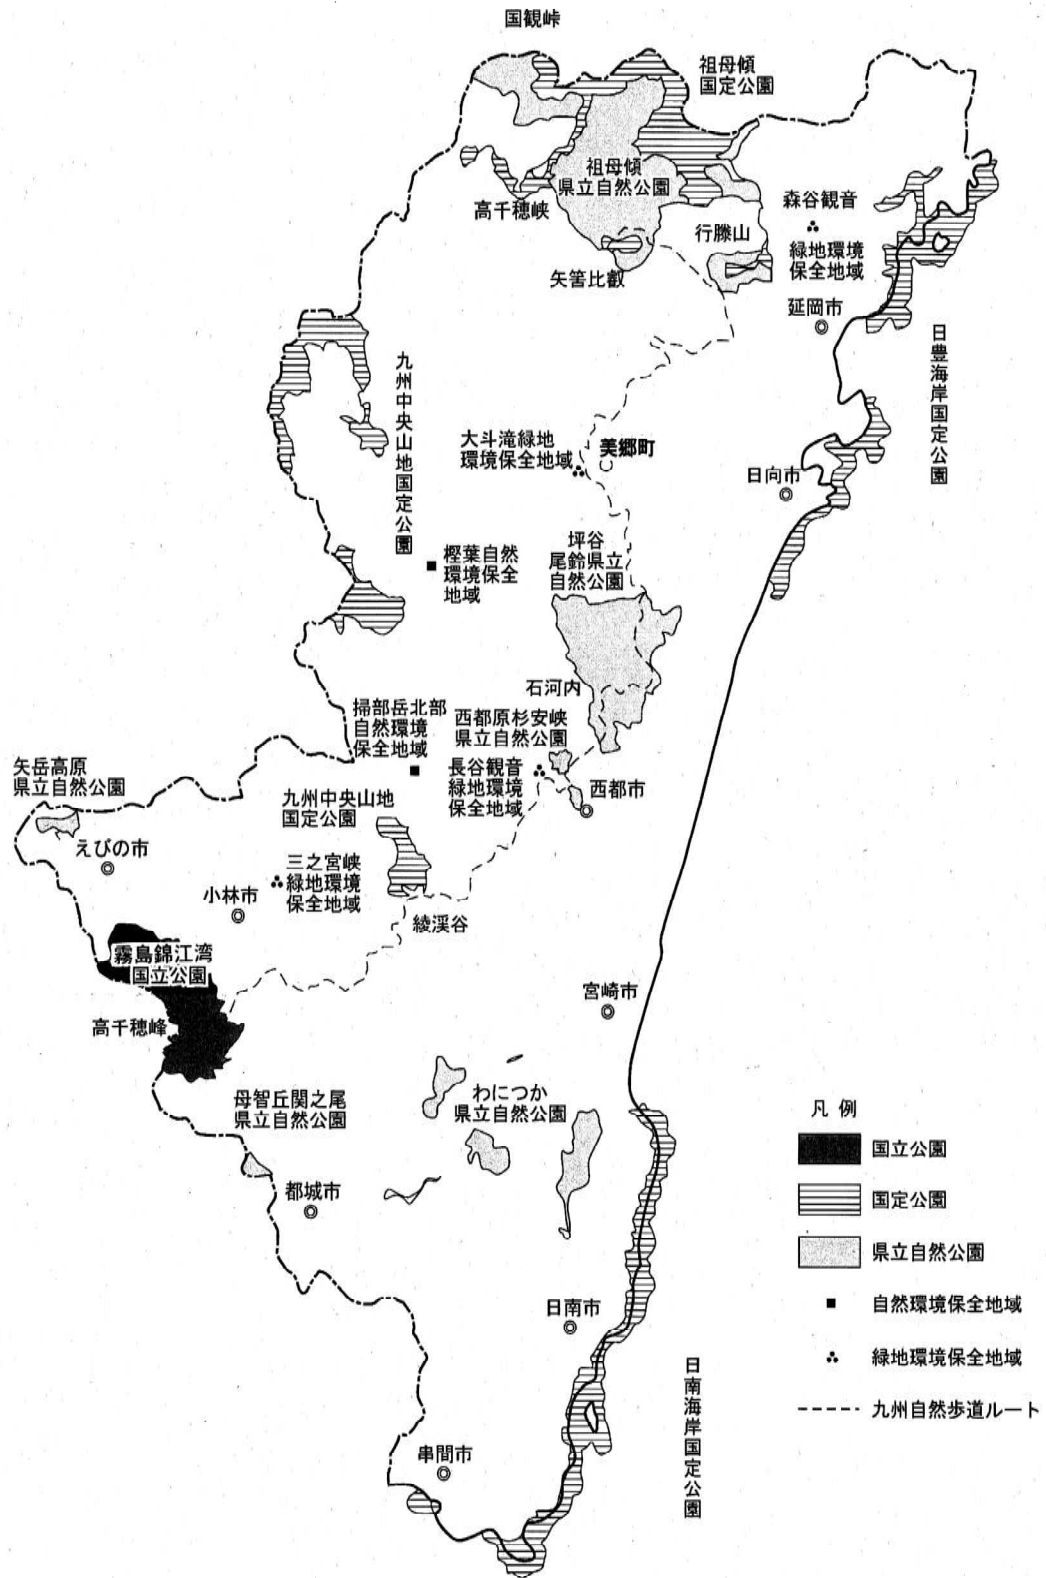 国観峠
祖母傾
国定公園
祖母傾
県立自然公園
高千穂峡
森谷観音
緑地環境
保全地域
行縢山
矢筈比叡
延岡市
日豊海岸国定公園
九州中央山地国定公園
大斗滝緑地
環境保全地域
美郷町
日向市
樫葉自然
環境保全
地域
坪谷
尾鈴県立
自然公園
石河内
掃部岳北部
自然環境
保全地域
西都原杉安峡
県立自然公園
長谷観音
緑地環境
保全地域
西都市
矢岳高原
県立自然公園
えびの市
九州中央山地
国定公園
三之宮峡
緑地環境
保全地域
小林市
綾渓谷
霧島錦江湾
国立公園
高千穂峰
宮崎市
母智丘関之尾
県立自然公園
わにつか
県立自然公園
都城市
日南市
串間市
日南海岸国定公園
凡例
国立公園
国定公園
県立自然公園
自然環境保全地域
緑地環境保全地域
九州自然歩道ルート